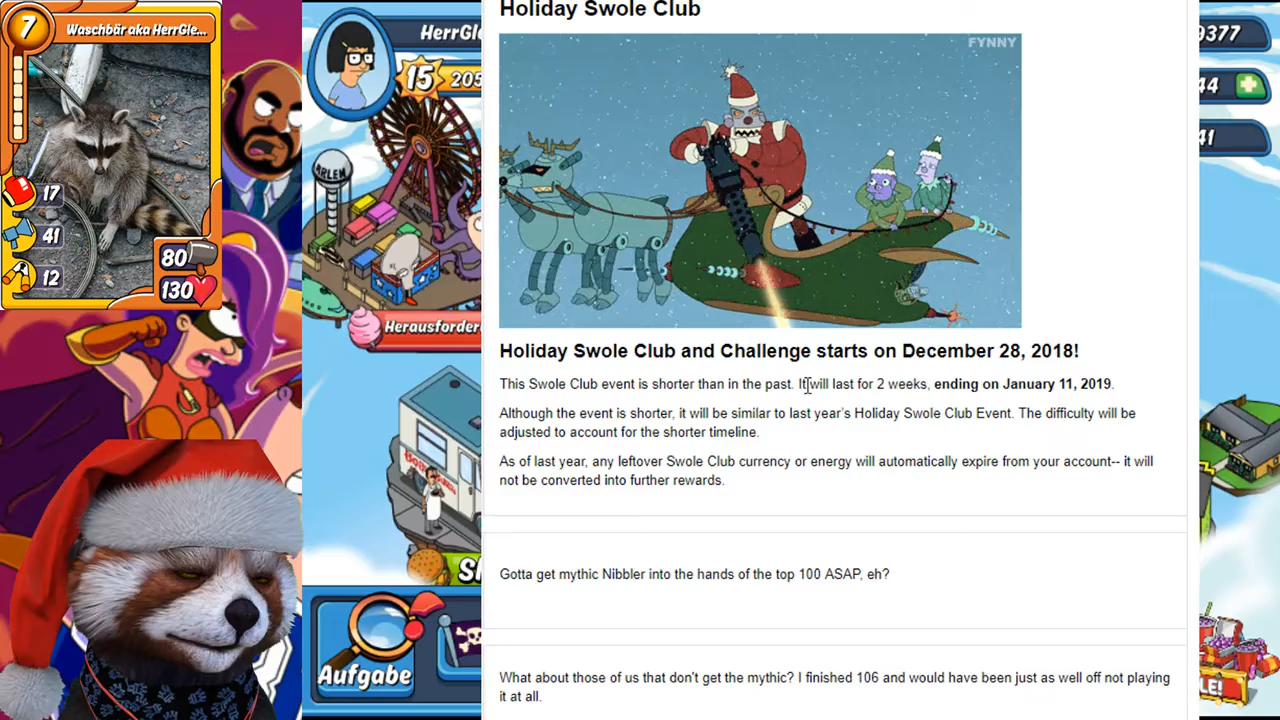 7
Waschbär aka HerrGle...
17
41
12
80
130
HerrGle
15
205
ARLEN
Herausforder
Aufgabe
Holiday Swole Club
FYNNY
Holiday Swole Club and Challenge starts on December 28, 2018!
This Swole Club event is shorter than in the past. It will last for 2 weeks, ending on January 11, 2019.
Although the event is shorter, it will be similar to last year's Holiday Swole Club Event. The difficulty will be
adjusted to account for the shorter timeline.
As of last year, any leftover Swole Club currency or energy will automatically expire from your account-- it will
not be converted into further rewards.
Gotta get mythic Nibbler into the hands of the top 100 ASAP, eh?
What about those of us that don't get the mythic? I finished 106 and would have been just as well off not playing
it at all.
9377
44
41
LE!